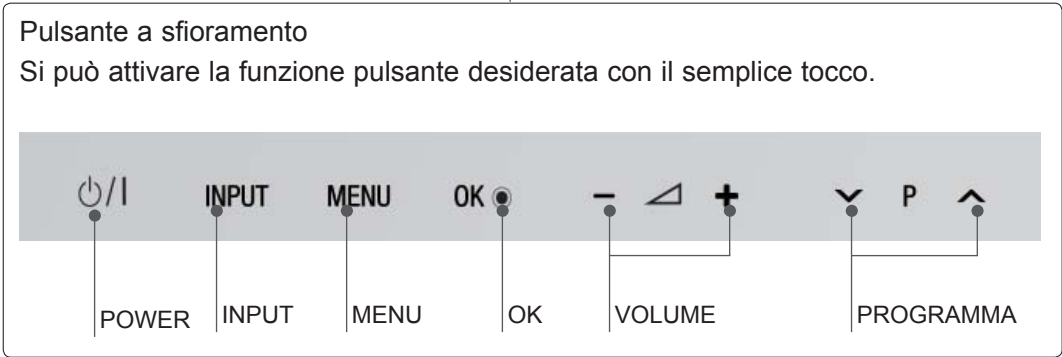 Pulsante a sfioramento
Si può attivare la funzione pulsante desiderata con il semplice tocco.
/I INPUT MENU OK - + P
POWER INPUT MENU OK VOLUME PROGRAMMA